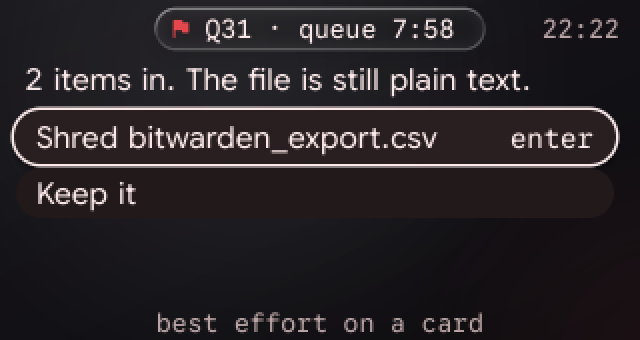 Q31 · queue 7:58
22:22
2 items in. The file is still plain text.
Shred bitwarden_export.csv enter
Keep it
best effort on a card